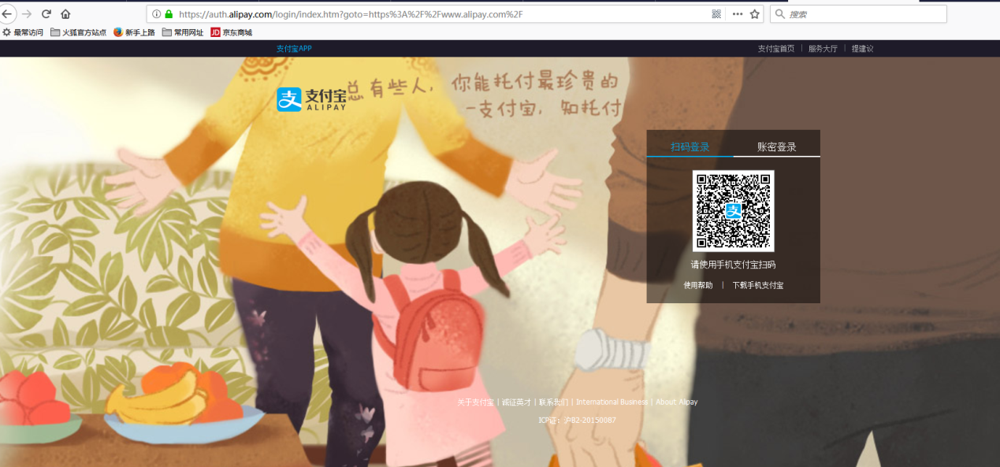 https://auth.alipay.com/login/index.htm?goto=https%3A%2F%2Fwww.alipay.com%2F
搜索
最常访问 火狐官方站点 新手上路 常用网址 JD 京东商城
支付宝APP 支付宝首页 | 服务大厅 | 提建议
总有些人，你能托付最珍贵的
支 支付宝
ALIPAY
—支付宝，知托付
扫码登录 账密登录
支
请使用手机支付宝扫码
使用帮助 | 下载手机支付宝
关于支付宝 | 诚征英才 | 联系我们 | International Business | About Alipay
ICP证：沪B2-20150087